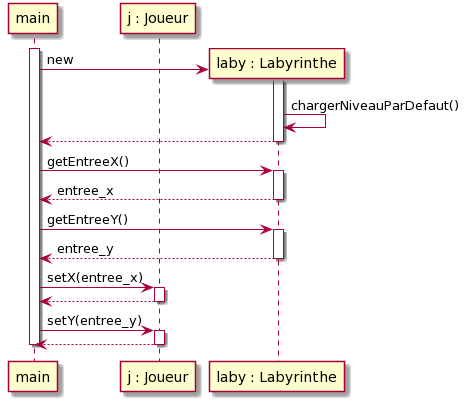 main
j : Joueur
new
laby : Labyrinthe
chargerNiveauParDefaut()
getEntreeX()
entree_x
getEntreeY()
entree_y
setX(entree_x)
setY(entree_y)
main
j : Joueur
laby : Labyrinthe